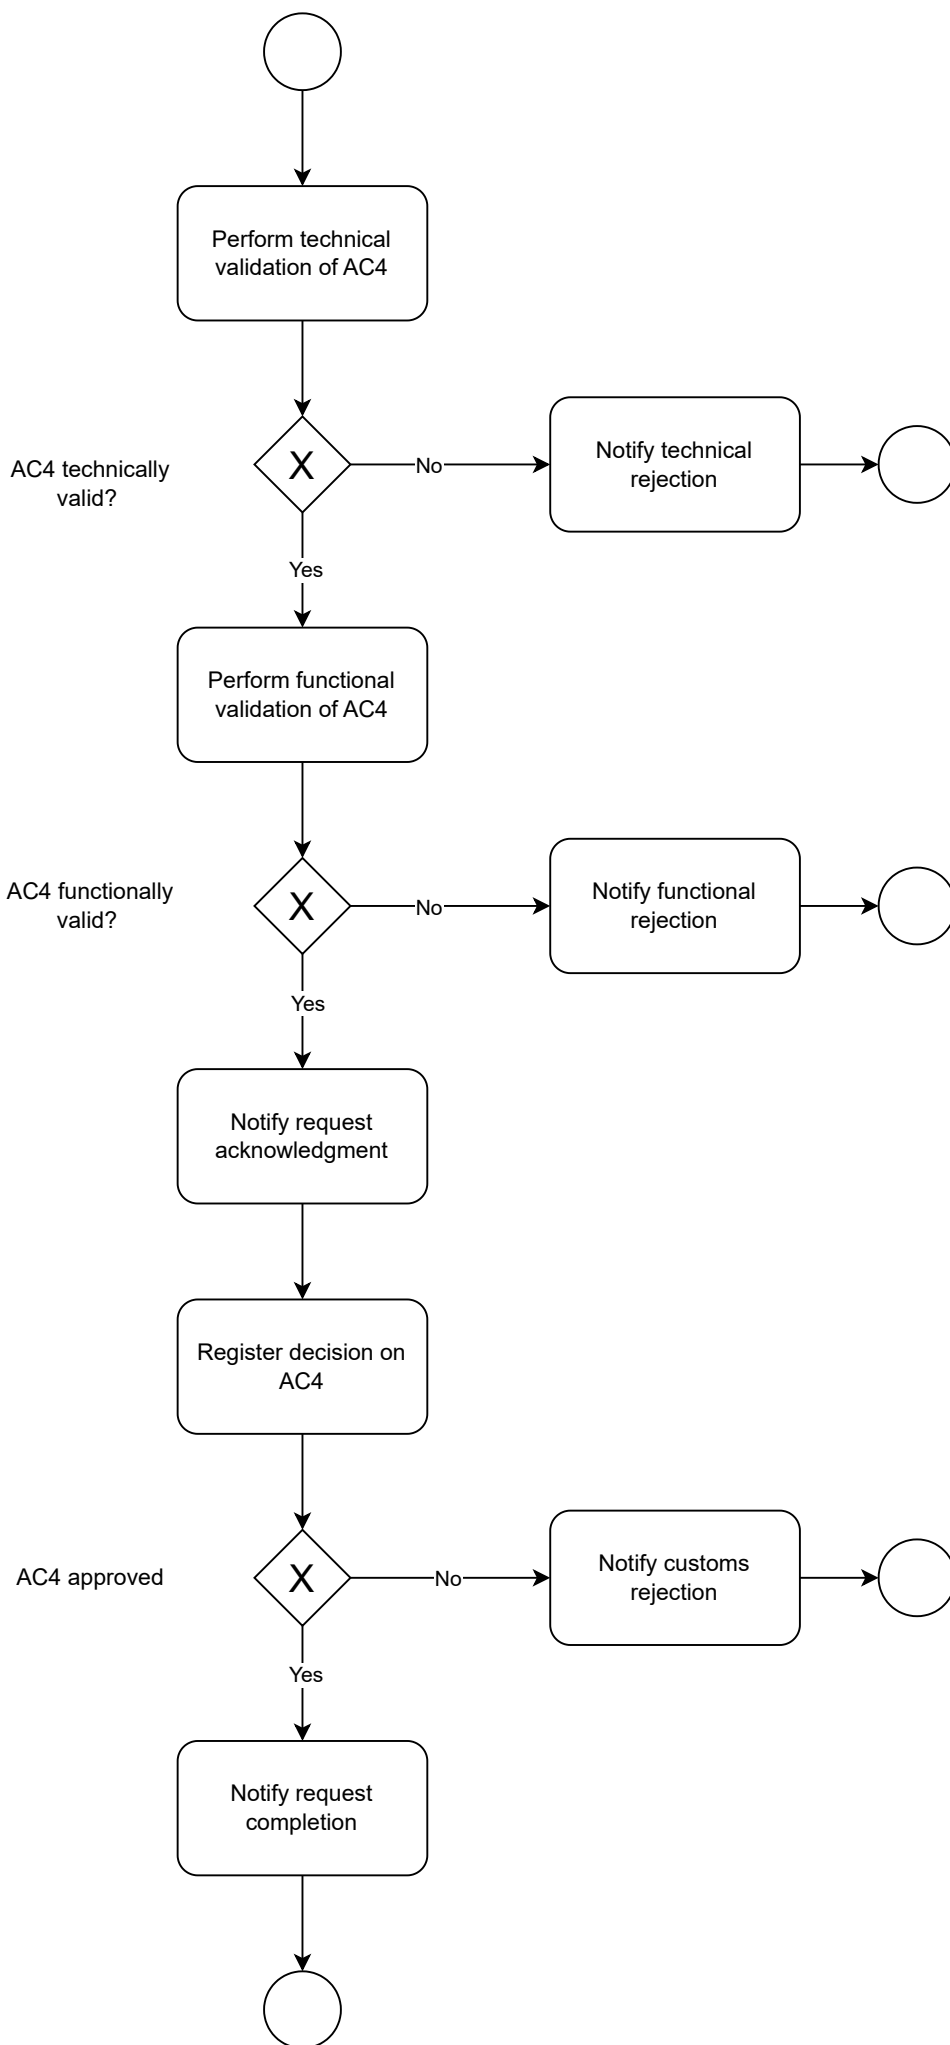 Perform technical
validation of AC4
AC4 technically
valid?
X
No
Notify technical
rejection
Yes
Perform functional
validation of AC4
AC4 functionally
valid?
X
No
Notify functional
rejection
Yes
Notify request
acknowledgment
Register decision on
AC4
AC4 approved
X
No
Notify customs
rejection
Yes
Notify request
completion